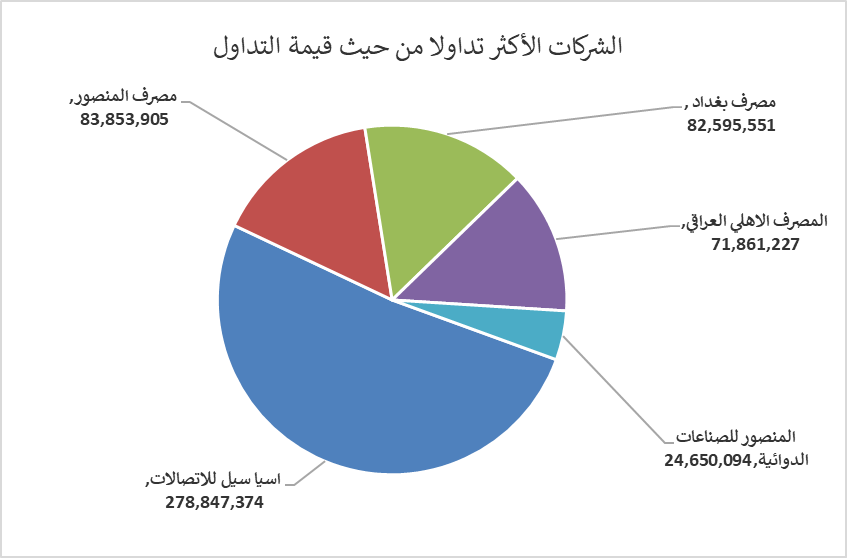 الشركات الأكثر تداولا من حيث قيمة التداول
مصرف بغداد ,
82,595,551
المصرف الاهلي العراقي,
71,861,227
المنصور للصناعات
الدوائية, 24,650,094
اسيا سيل للاتصالات,
278,847,374
مصرف المنصور,
83,853,905